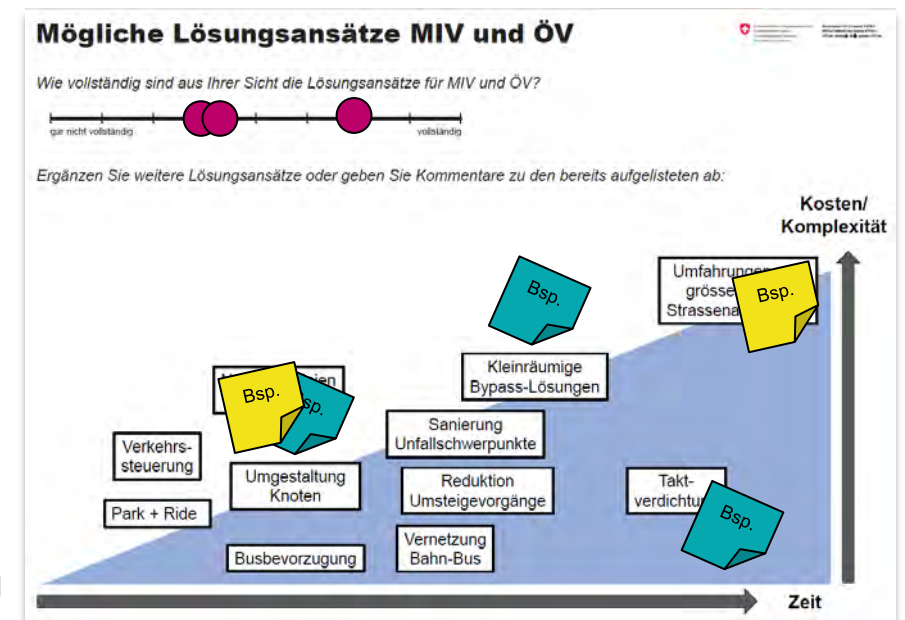 Mögliche Lösungsansätze MIV und ÖV
Wie vollständig sind aus Ihrer Sicht die Lösungsansätze für MIV und ÖV?
gar nicht vollständig
vollständig
Ergänzen Sie weitere Lösungsansätze oder geben Sie Kommentare zu den bereits aufgelisteten ab:
Kosten/
Komplexität
Bsp.
Bsp.
Kleinräumige
Bypass-Lösungen
Bsp.
Sanierung
Unfallschwerpunkte
Verkehrs-
steuerung
Umgestaltung
Knoten
Reduktion
Umsteigevorgänge
Takt-
Park + Ride
Bsp.
Busbevorzugung
Vernetzung
Bahn-Bus
Zeit